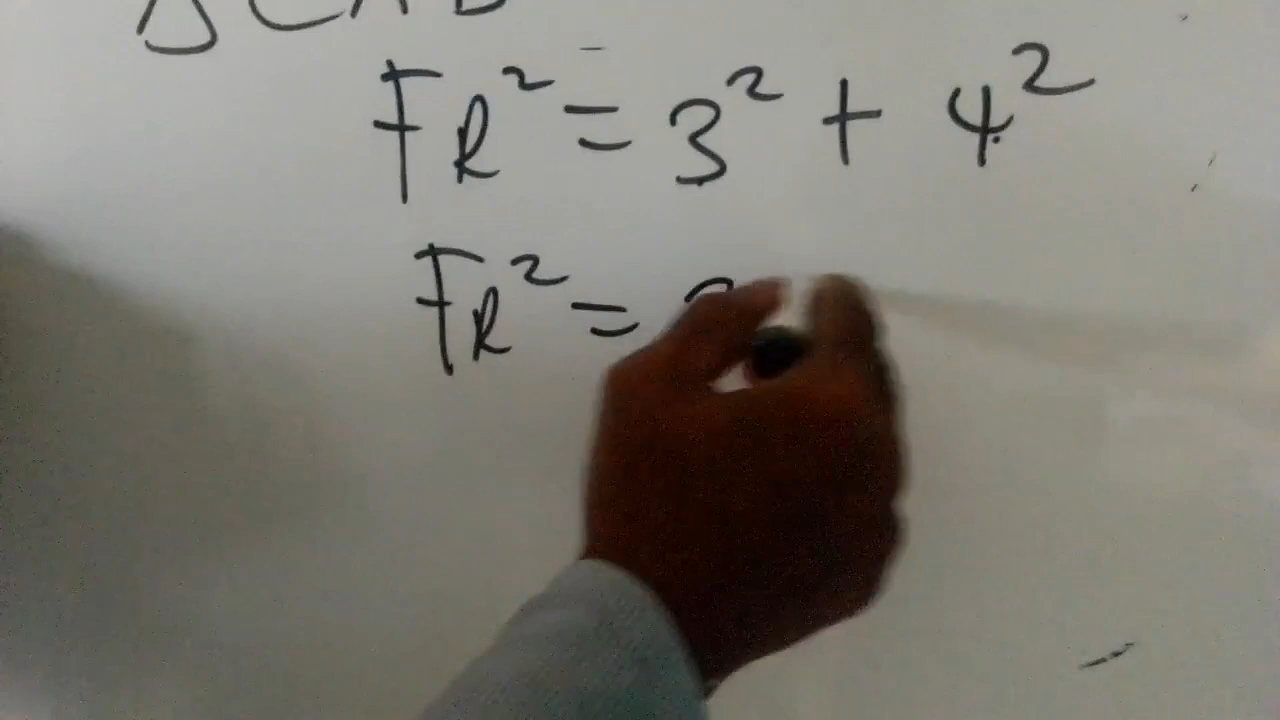 FR² = 3² + 4²
FR² =